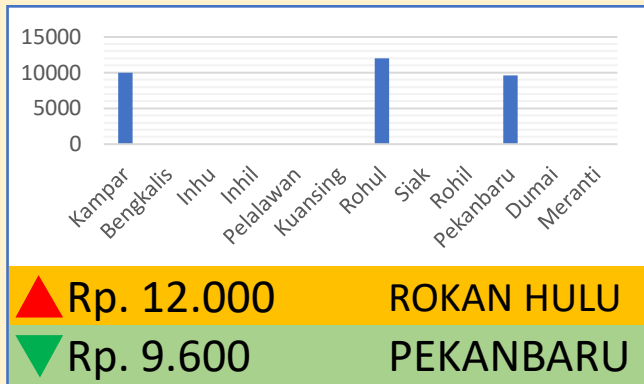 15000
10000
5000
0
Kampar
Bengkalis
Inhu
Inhil
Pelalawan
Kuansing
Rohul
Siak
Rohil
Pekanbaru
Dumai
Meranti
Rp. 12.000 ROKAN HULU
Rp. 9.600 PEKANBARU